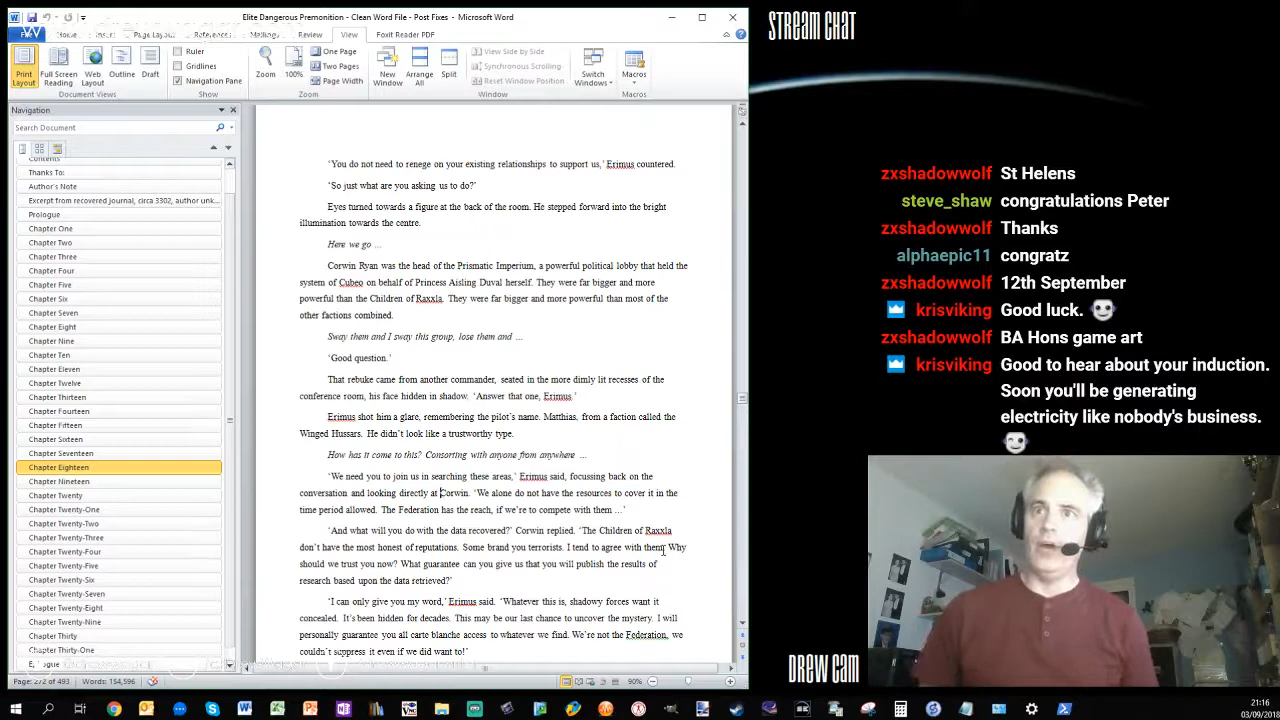 Elite Dangerous Premonition - Clean Word File - Post Fixes - Microsoft Word
STREAM CHAT
File
Home
Insert
Page Layout
References
Mailings
Review
View
Foxit Reader PDF
Print Layout
Full Screen Reading
Web Layout
Outline
Draft
Document Views
Ruler
Gridlines
Navigation Pane
Show
Zoom
100%
One Page
Two Pages
Page Width
Zoom
New Window
Arrange All
Split
View Side by Side
Synchronous Scrolling
Reset Window Position
Window
Switch Windows
Macros
Macros
Navigation
Search Document
Contents
Thanks To:
Author's Note
Excerpt from recovered journal, circa 3302, author unk...
Prologue
Chapter One
Chapter Two
Chapter Three
Chapter Four
Chapter Five
Chapter Six
Chapter Seven
Chapter Eight
Chapter Nine
Chapter Ten
Chapter Eleven
Chapter Twelve
Chapter Thirteen
Chapter Fourteen
Chapter Fifteen
Chapter Sixteen
Chapter Seventeen
Chapter Eighteen
Chapter Nineteen
Chapter Twenty
Chapter Twenty-One
Chapter Twenty-Two
Chapter Twenty-Three
Chapter Twenty-Four
Chapter Twenty-Five
Chapter Twenty-Six
Chapter Twenty-Seven
Chapter Twenty-Eight
Chapter Twenty-Nine
Chapter Thirty
Chapter Thirty-One
Epilogue
‘You do not need to renege on your existing relationships to support us,’ Erimus countered.
‘So just what are you asking us to do?’
Eyes turned towards a figure at the back of the room. He stepped forward into the bright
illumination towards the centre.
Here we go …
Corwin Ryan was the head of the Prismatic Imperium, a powerful political lobby that held the
system of Cubeo on behalf of Princess Aisling Duval herself. They were far bigger and more
powerful than the Children of Raxxla. They were far bigger and more powerful than most of the
other factions combined.
Sway them and I sway this group, lose them and …
‘Good question.’
That rebuke came from another commander, seated in the more dimly lit recesses of the
conference room, his face hidden in shadow. ‘Answer that one, Erimus.’
Erimus shot him a glare, remembering the pilot’s name. Matthias, from a faction called the
Winged Hussars. He didn’t look like a trustworthy type.
How has it come to this? Consorting with anyone from anywhere …
‘We need you to join us in searching these areas,’ Erimus said, focussing back on the
conversation and looking directly at Corwin. ‘We alone do not have the resources to cover it in the
time period allowed. The Federation has the reach, if we’re to compete with them …’
‘And what will you do with the data recovered?’ Corwin replied. ‘The Children of Raxxla
don’t have the most honest of reputations. Some brand you terrorists. I tend to agree with them. Why
should we trust you now? What guarantee can you give us that you will publish the results of
research based upon the data retrieved?’
‘I can only give you my word,’ Erimus said. ‘Whatever this is, shadowy forces want it
concealed. It’s been hidden for decades. This may be our last chance to uncover the mystery. I will
personally guarantee you all carte blanche access to whatever we find. We’re not the Federation, we
couldn’t suppress it even if we did want to!’
Page: 272 of 493
Words: 154,596
90%
zxshadowwolf St Helens
steve_shaw congratulations Peter
zxshadowwolf Thanks
alphaepic11 congratz
zxshadowwolf 12th September
krisviking Good luck.
zxshadowwolf BA Hons game art
krisviking Good to hear about your induction.
Soon you'll be generating
electricity like nobody's business.
DREW CAM
21:16
03/09/2018